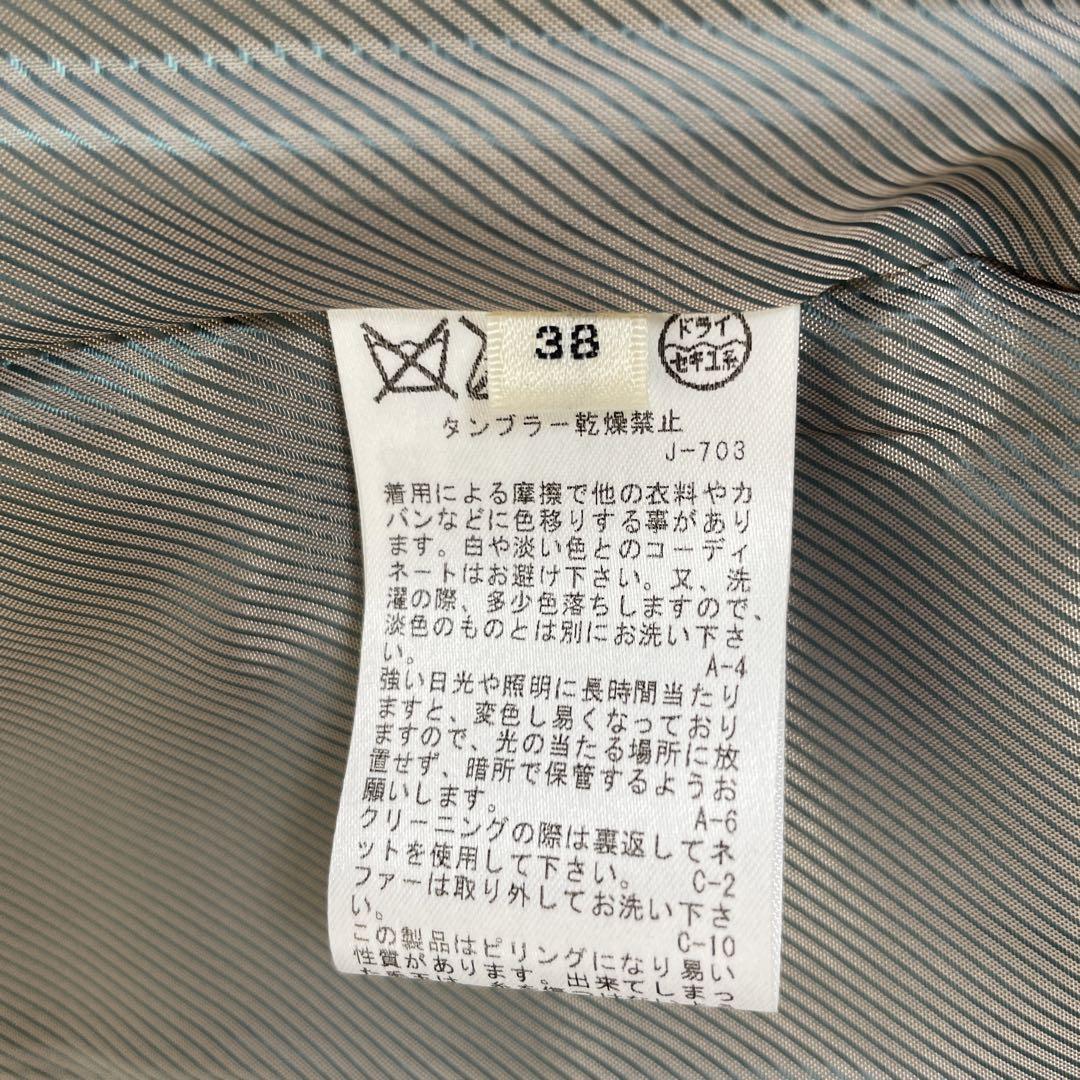 38
ドライ
セキユ系
タンブラー乾燥禁止
J-703
着用による摩擦で他の衣料やカ
バンなどに色移りする事があり
ます。白や淡い色とのコーディ
ネートはお避け下さい。又、洗
濯の際、多少色落ちしますので、
淡色のものとは別にお洗い下さ
い。 A-4
強い日光や照明に長時間当たり
ますと、変色し易くなっており
ますので、光の当たる場所に放
置せず、暗所で保管するようお
願いします。 A-6
クリーニングの際は裏返してネ
ットを使用して下さい。 C-2
ファーは取り外してお洗い下さ
い。 C-10
この製品はピリングになり易い
性質があります。出来てしまっ